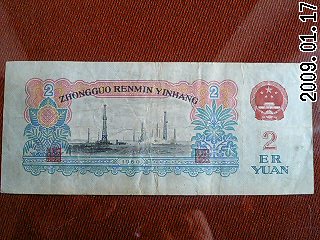 2009.01.17
2
ZHONGGUO RENMIN YINHANG
2
2
ER
YUAN
1960